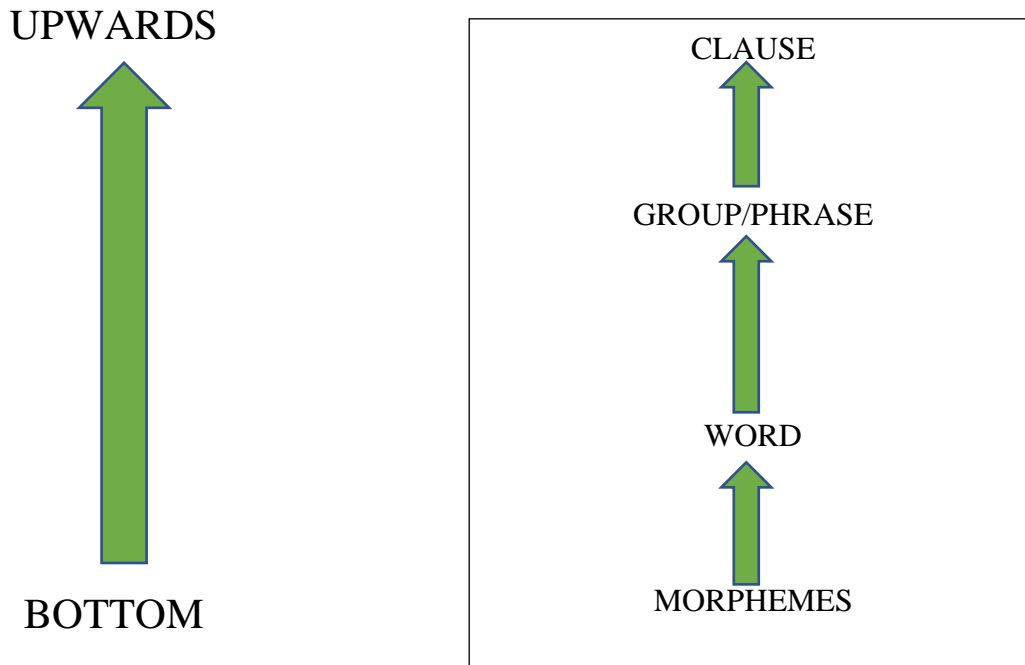 UPWARDS
BOTTOM
CLAUSE
GROUP/PHRASE
WORD
MORPHEMES